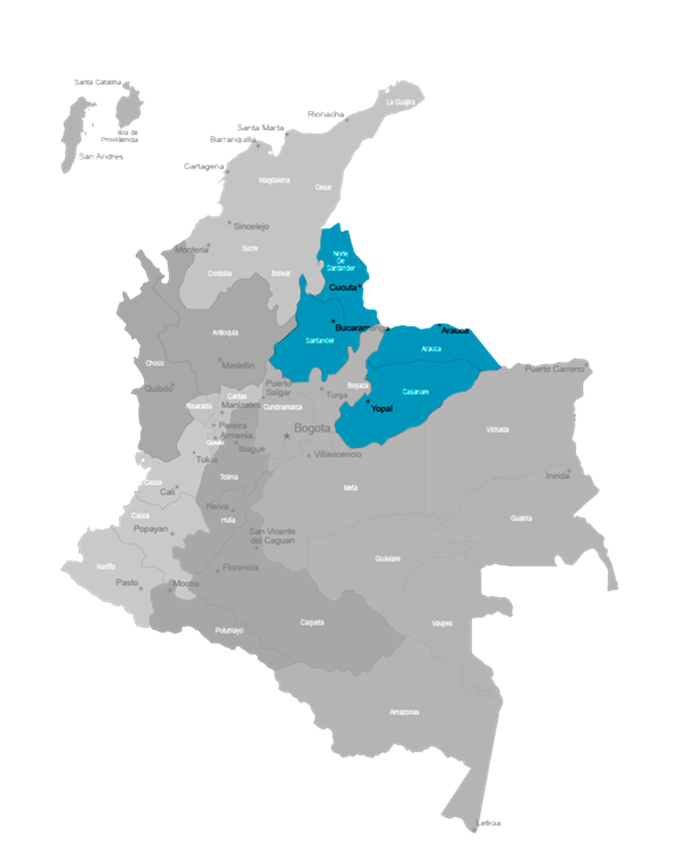 Santa Catalina
Isla de
Providencia
San Andrés
La Guajira
Riohacha
Santa Marta
Barranquilla
Cartagena
Magdalena
Cesar
Sincelejo
Montería
Sucre
Cordoba
Bolivar
Norte
De
Santander
Cucuta
Bucaramanga
Arauca
Santander
Arauca
Antioquia
Choco
Medellin
Quibdo
Puerto
Salgar
Boyaca
Tunja
Casanare
Yopal
Puerto Carreno
Caldas
Risaralda
Manizales
Cundinamarca
Pereira
Armenia
Ibague
Bogota
Villavicencio
Vichada
Tulua
Cauca
Cali
Tolima
Meta
Inirida
Cauca
Popayan
Neiva
Huila
San Vicente
del Caguan
Guainia
Guaviare
Nariño
Pasto
Mocoa
Florencia
Putumayo
Caqueta
Vaupes
Amazonas
Leticia